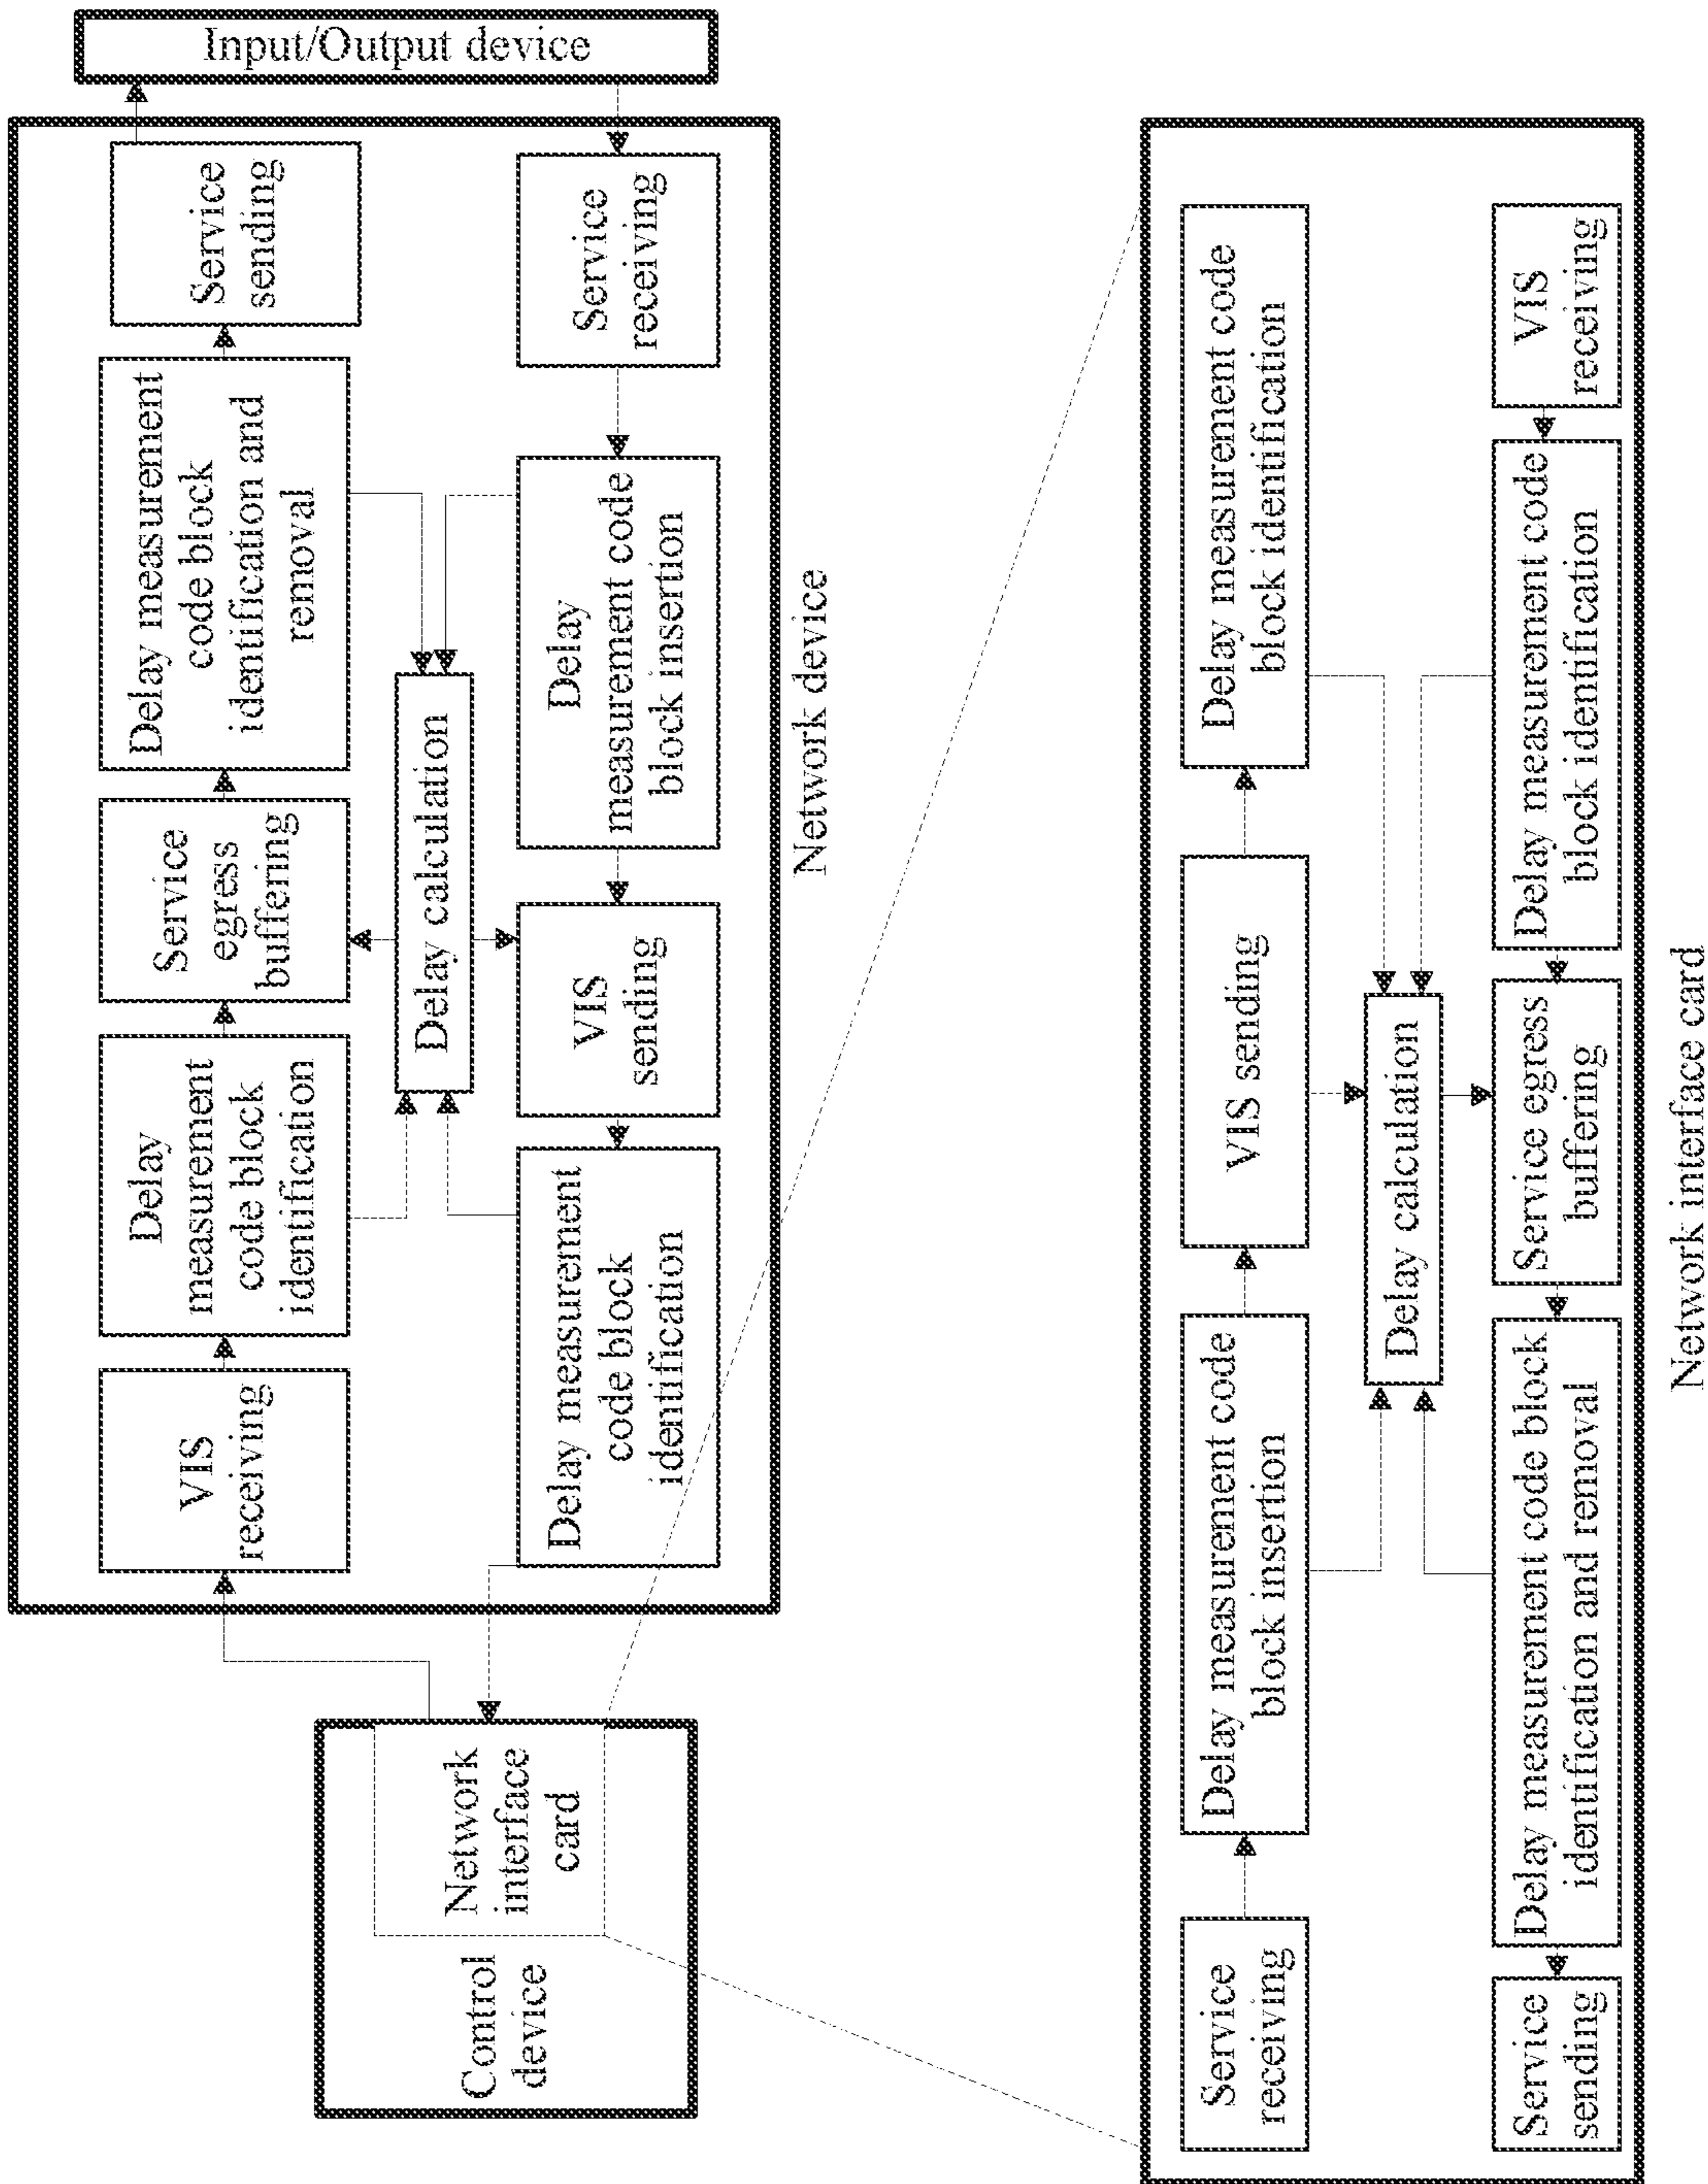 Control
device
Network
interface
card
VIS
receiving
Delay
measurement
code block
identification
Service
egress
buffering
Delay measurement
code block
identification and
removal
Service
sending
Delay calculation
Delay measurement
code block
identification
VIS
sending
Delay
measurement code
block insertion
Service
receiving
Input/Output device
Network device
Service
receiving
Delay measurement code
block insertion
VIS sending
Delay measurement code
block identification
Delay calculation
Service
sending
Delay measurement code block
identification and removal
Service egress
buffering
Delay measurement code
block identification
VIS
receiving
Network interface card